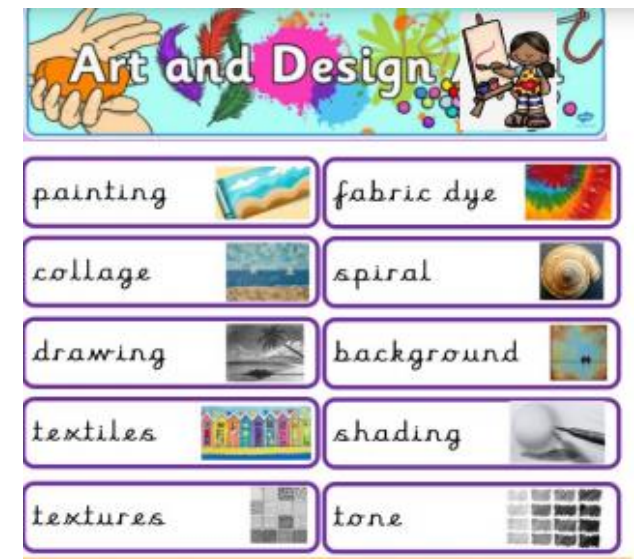 Art and Design
painting
fabric dye
collage
spiral
drawing
background
textiles
shading
textures
tone